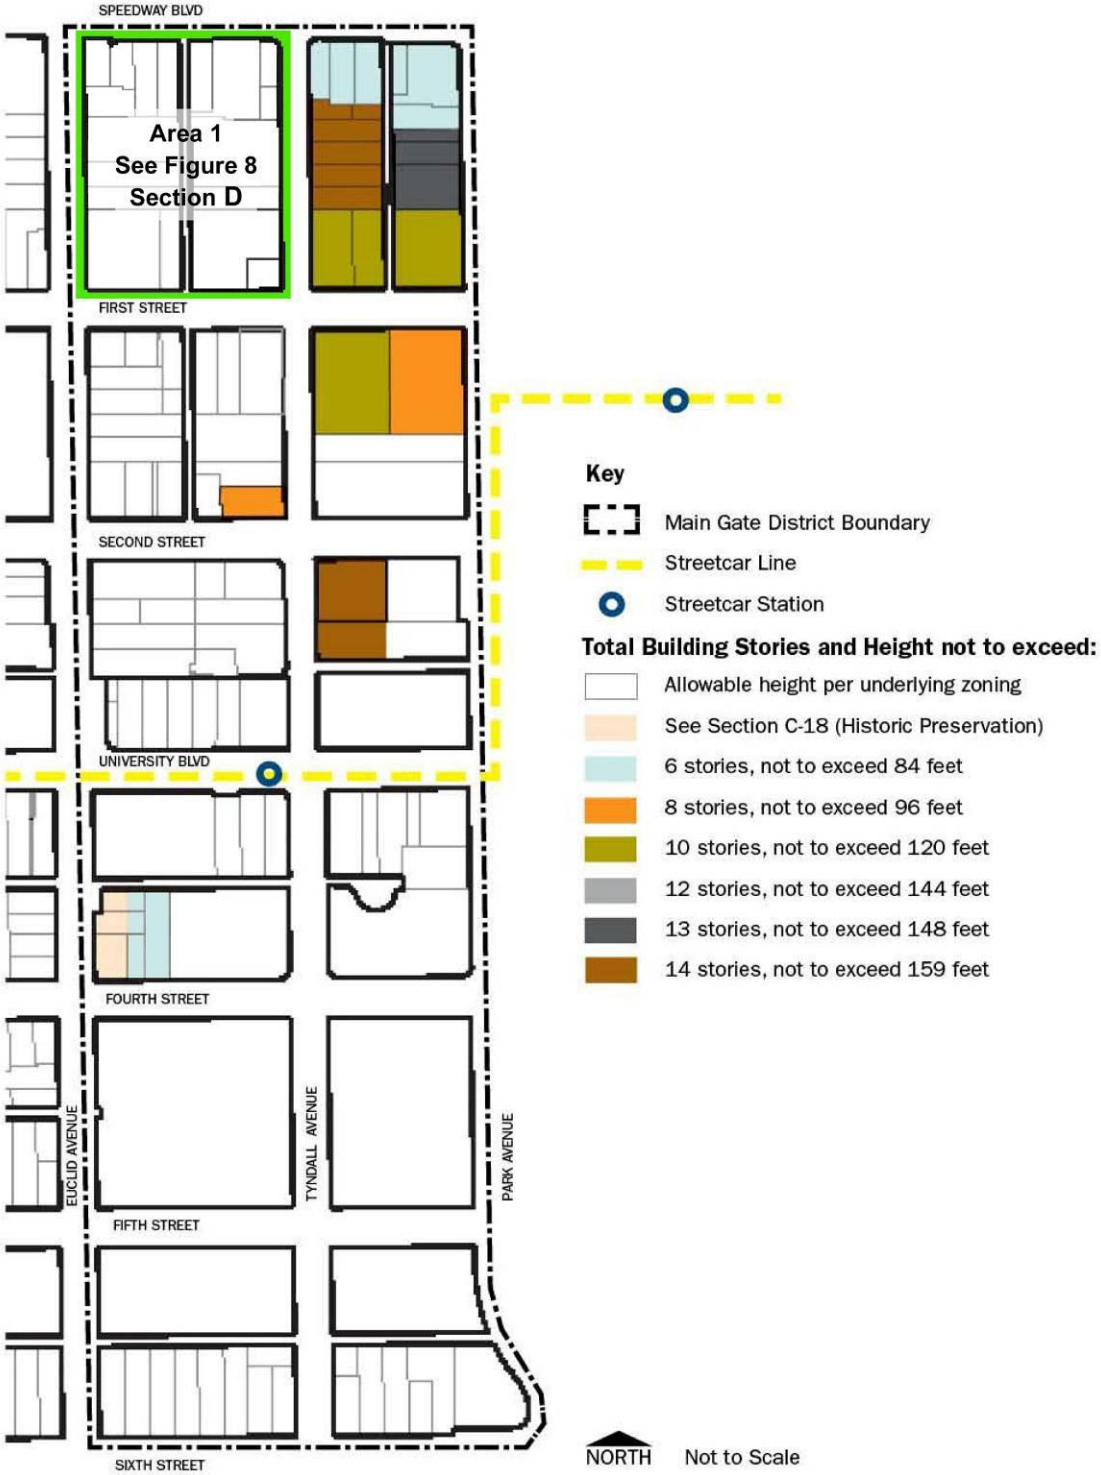 SPEEDWAY BLVD
Area 1
See Figure 8
Section D
FIRST STREET
SECOND STREET
UNIVERSITY BLVD
FOURTH STREET
EUCLID AVENUE
TYNDALL AVENUE
PARK AVENUE
FIFTH STREET
SIXTH STREET
Key
Main Gate District Boundary
Streetcar Line
Streetcar Station
Total Building Stories and Height not to exceed:
Allowable height per underlying zoning
See Section C-18 (Historic Preservation)
6 stories, not to exceed 84 feet
8 stories, not to exceed 96 feet
10 stories, not to exceed 120 feet
12 stories, not to exceed 144 feet
13 stories, not to exceed 148 feet
14 stories, not to exceed 159 feet
NORTH Not to Scale